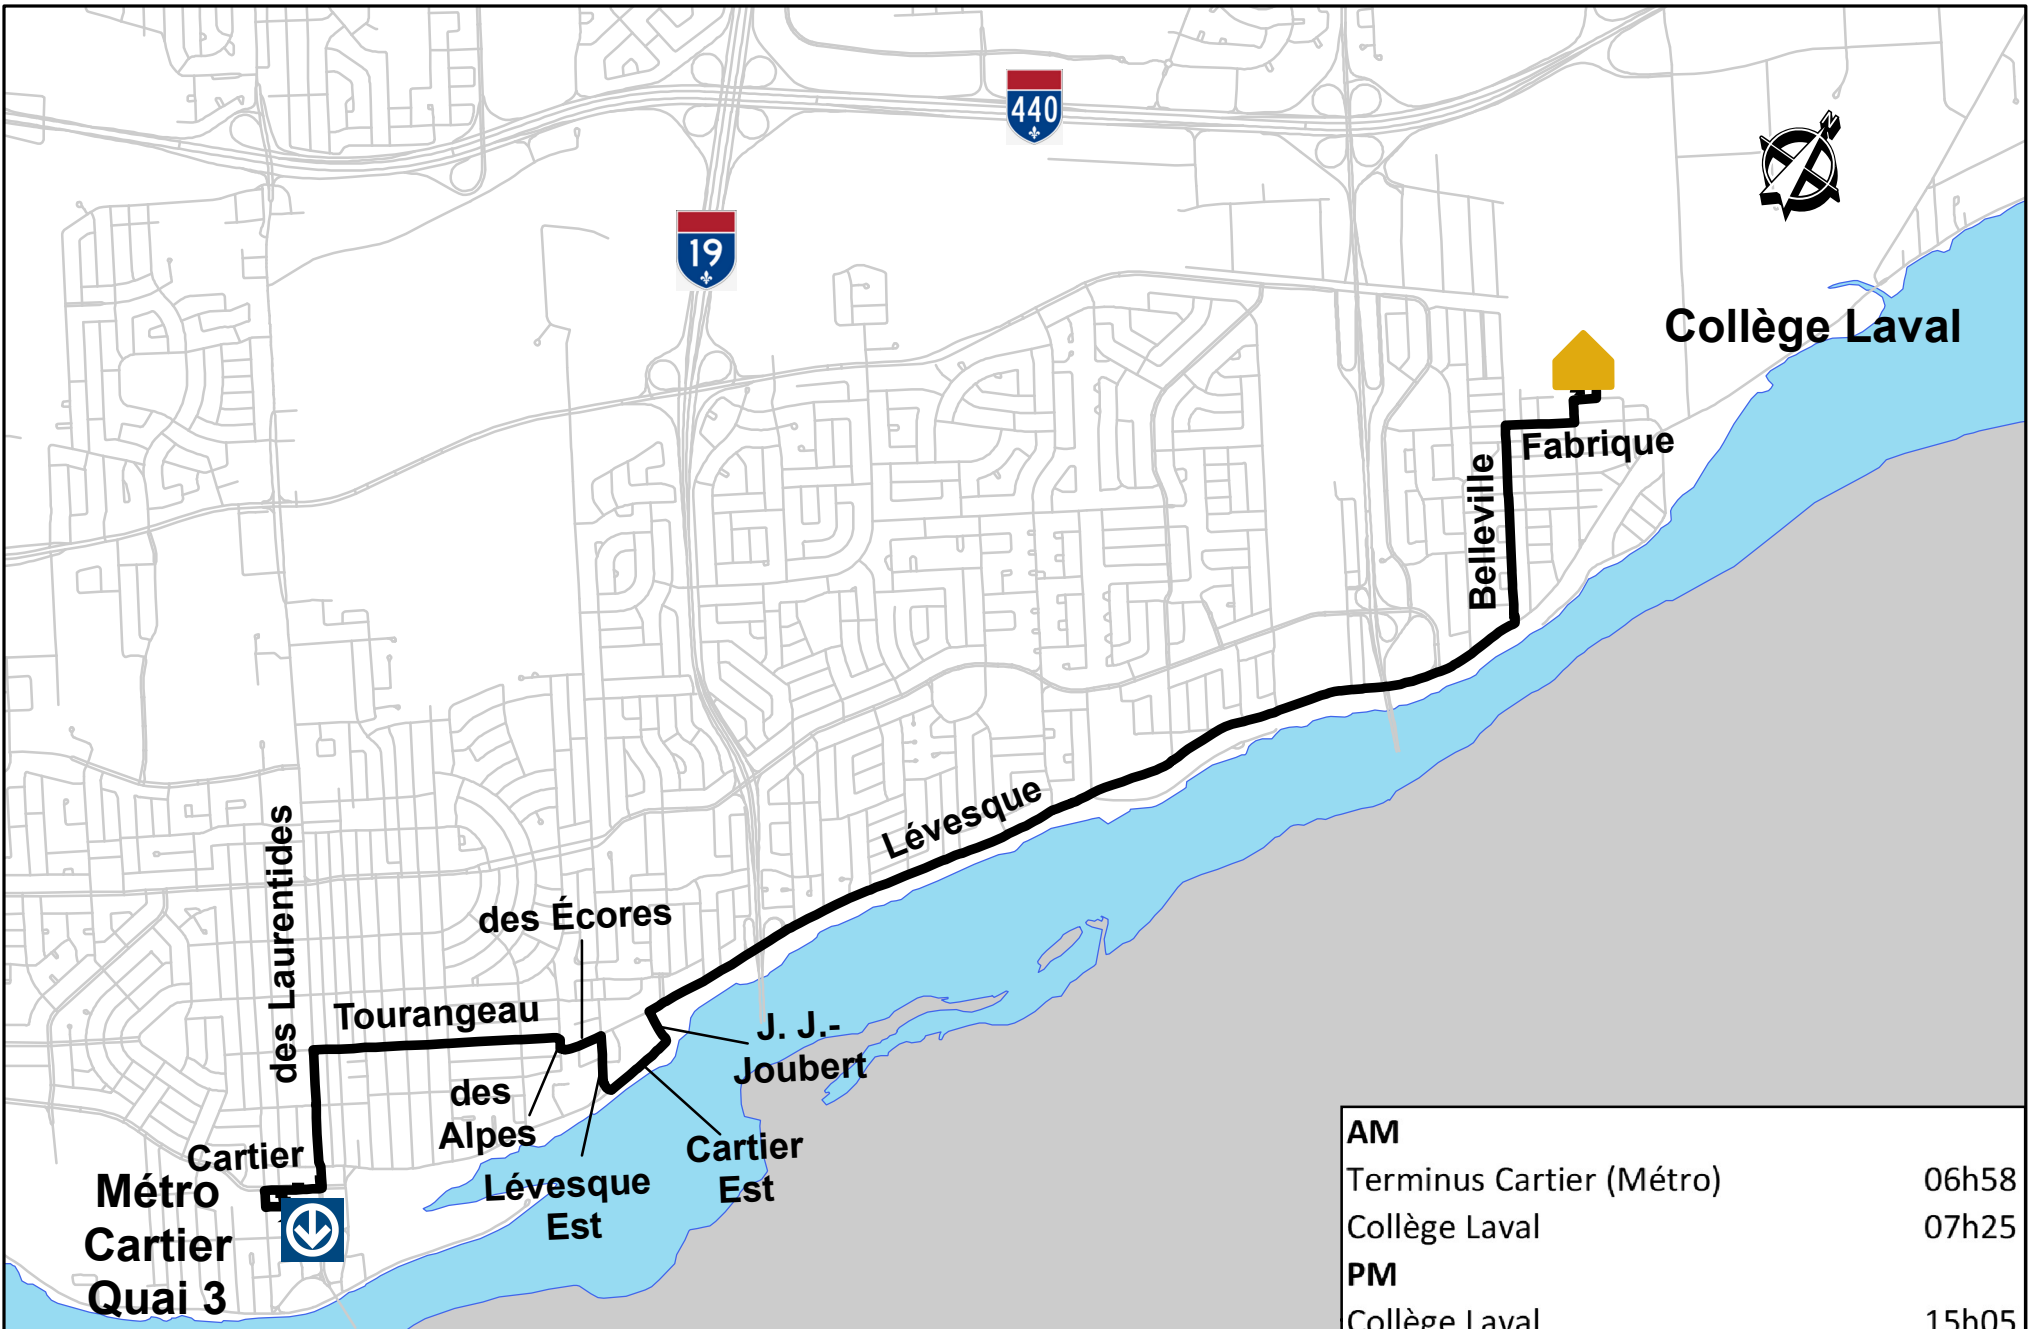 440
N
19
Collège Laval
Fabrique
Belleville
Lévesque
des Laurentides
des Écores
Tourangeau
J. J.-
Joubert
des
Alpes
Cartier
Est
Lévesque
Est
Cartier
Métro
Cartier
Quai 3
AM
Terminus Cartier (Métro) 06h58
Collège Laval 07h25
PM
Collège Laval 15h05